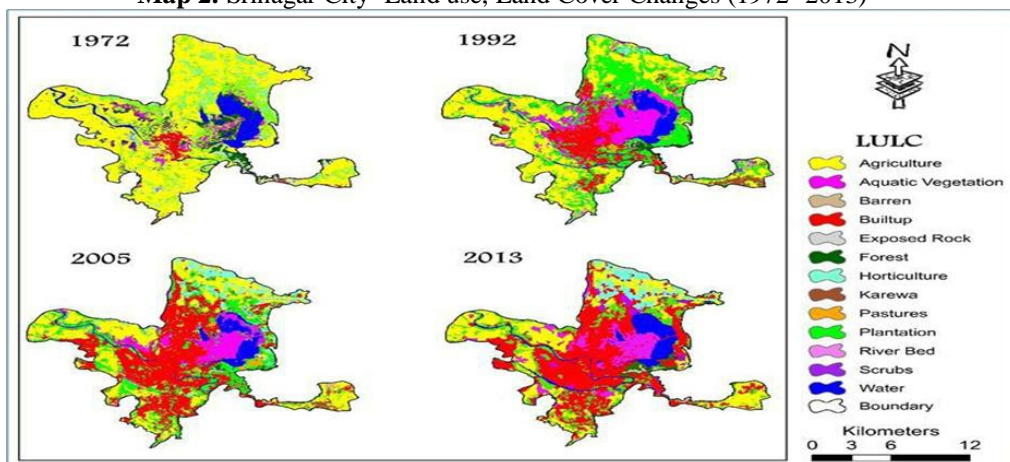 Map 2: Srinagar City- Land use, Land Cover Changes (1972- 2013)
1972
1992
N
2005
2013
LULC
Agriculture
Aquatic Vegetation
Barren
Builtup
Exposed Rock
Forest
Horticulture
Karewa
Pastures
Plantation
River Bed
Scrubs
Water
Boundary
Kilometers
0 3 6 12